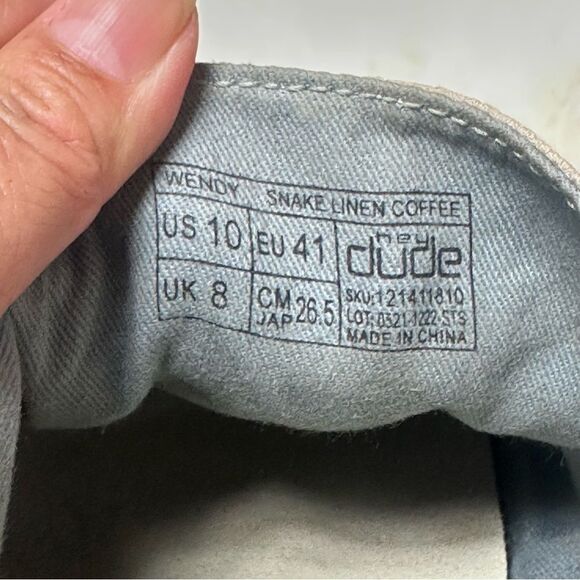 WENDY SNAKE LINEN COFFEE
US 10 EU 41
hey dude
UK 8 CM JAP 26.5
SKU:121411810
LOT:0321-1222-STS
MADE IN CHINA